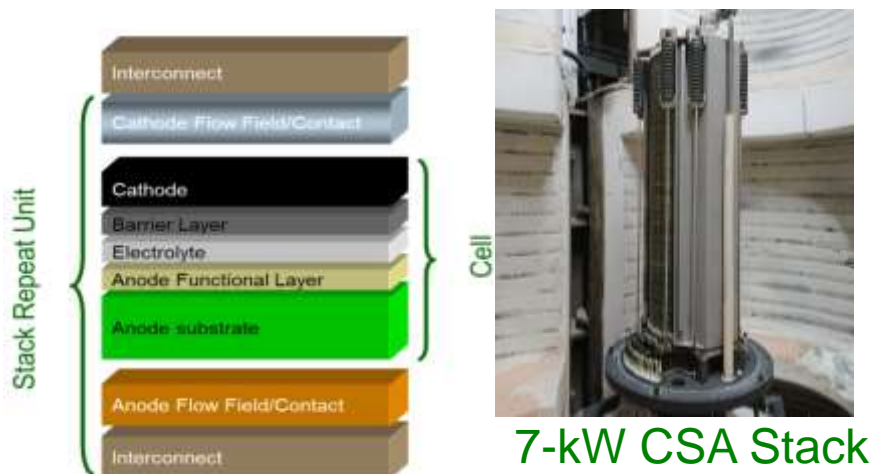 Interconnect
Cathode Flow Field/Contact
Cathode
Barrier Layer
Electrolyte
Anode Functional Layer
Anode substrate
Anode Flow Field/Contact
Interconnect
Stack Repeat Unit
Cell
7-kW CSA Stack